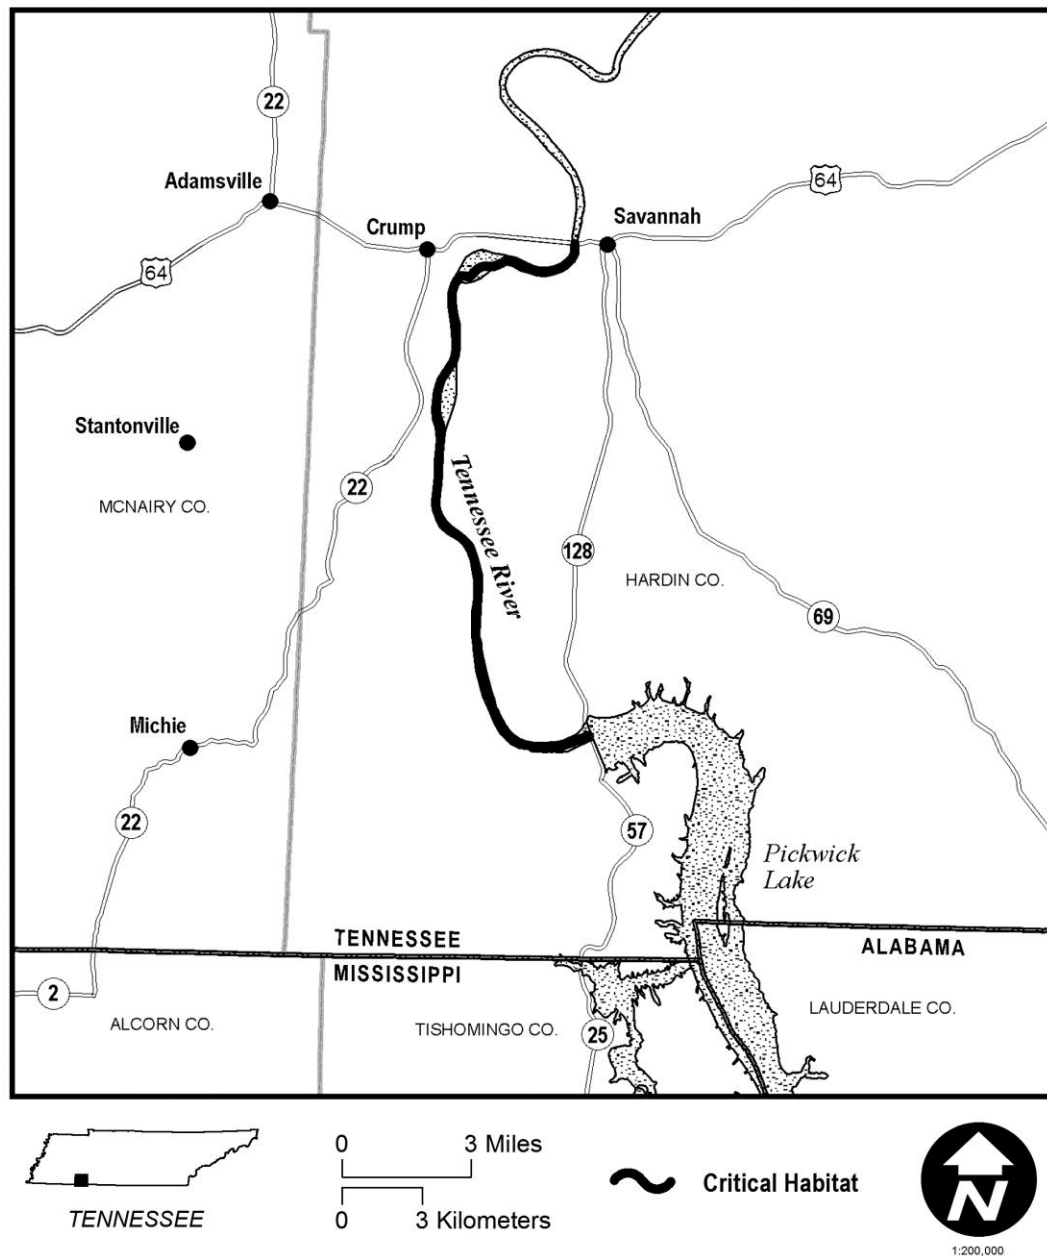 22
Adamsville
Crump
Savannah
64
64
Stantonville
MCNAIRY CO.
22
Tennessee River
128
HARDIN CO.
69
Michie
22
57
Pickwick
Lake
TENNESSEE
MISSISSIPPI
ALABAMA
2
ALCORN CO.
TISHOMINGO CO.
25
LAUDERDALE CO.
TENNESSEE
0 3 Miles
0 3 Kilometers
Critical Habitat
N
1:200,000